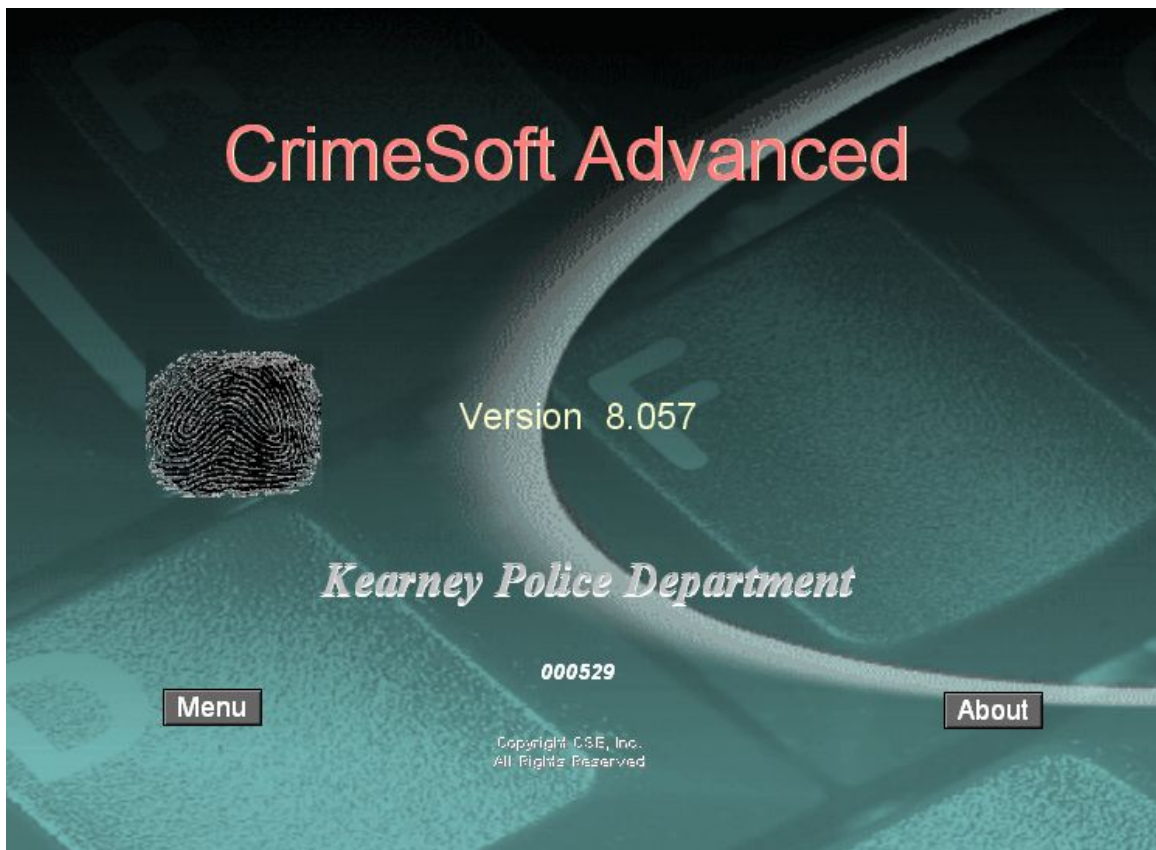 CrimeSoft Advanced
Version 8.057
Kearney Police Department
000529
Menu
About
Copyright CSE, Inc.
All Rights Reserved